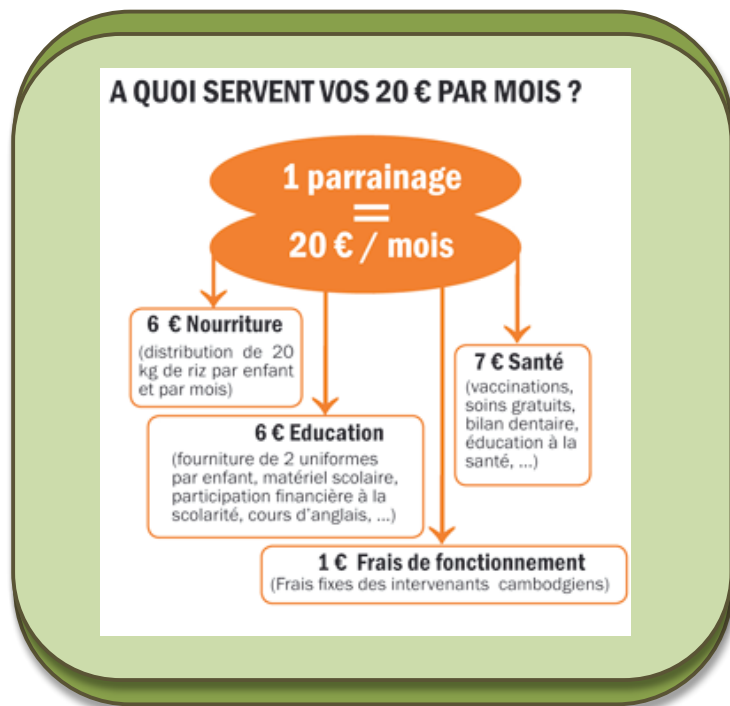 A QUOI SERVENT VOS 20 € PAR MOIS ?
1 parrainage
=
20 € / mois
6 € Nourriture
(distribution de 20
kg de riz par enfant
et par mois)
7 € Santé
(vaccinations,
soins gratuits,
bilan dentaire,
éducation à la
santé, ...)
6 € Education
(fourniture de 2 uniformes
par enfant, matériel scolaire,
participation financière à la
scolarité, cours d'anglais, ...)
1 € Frais de fonctionnement
(Frais fixes des intervenants cambodgiens)